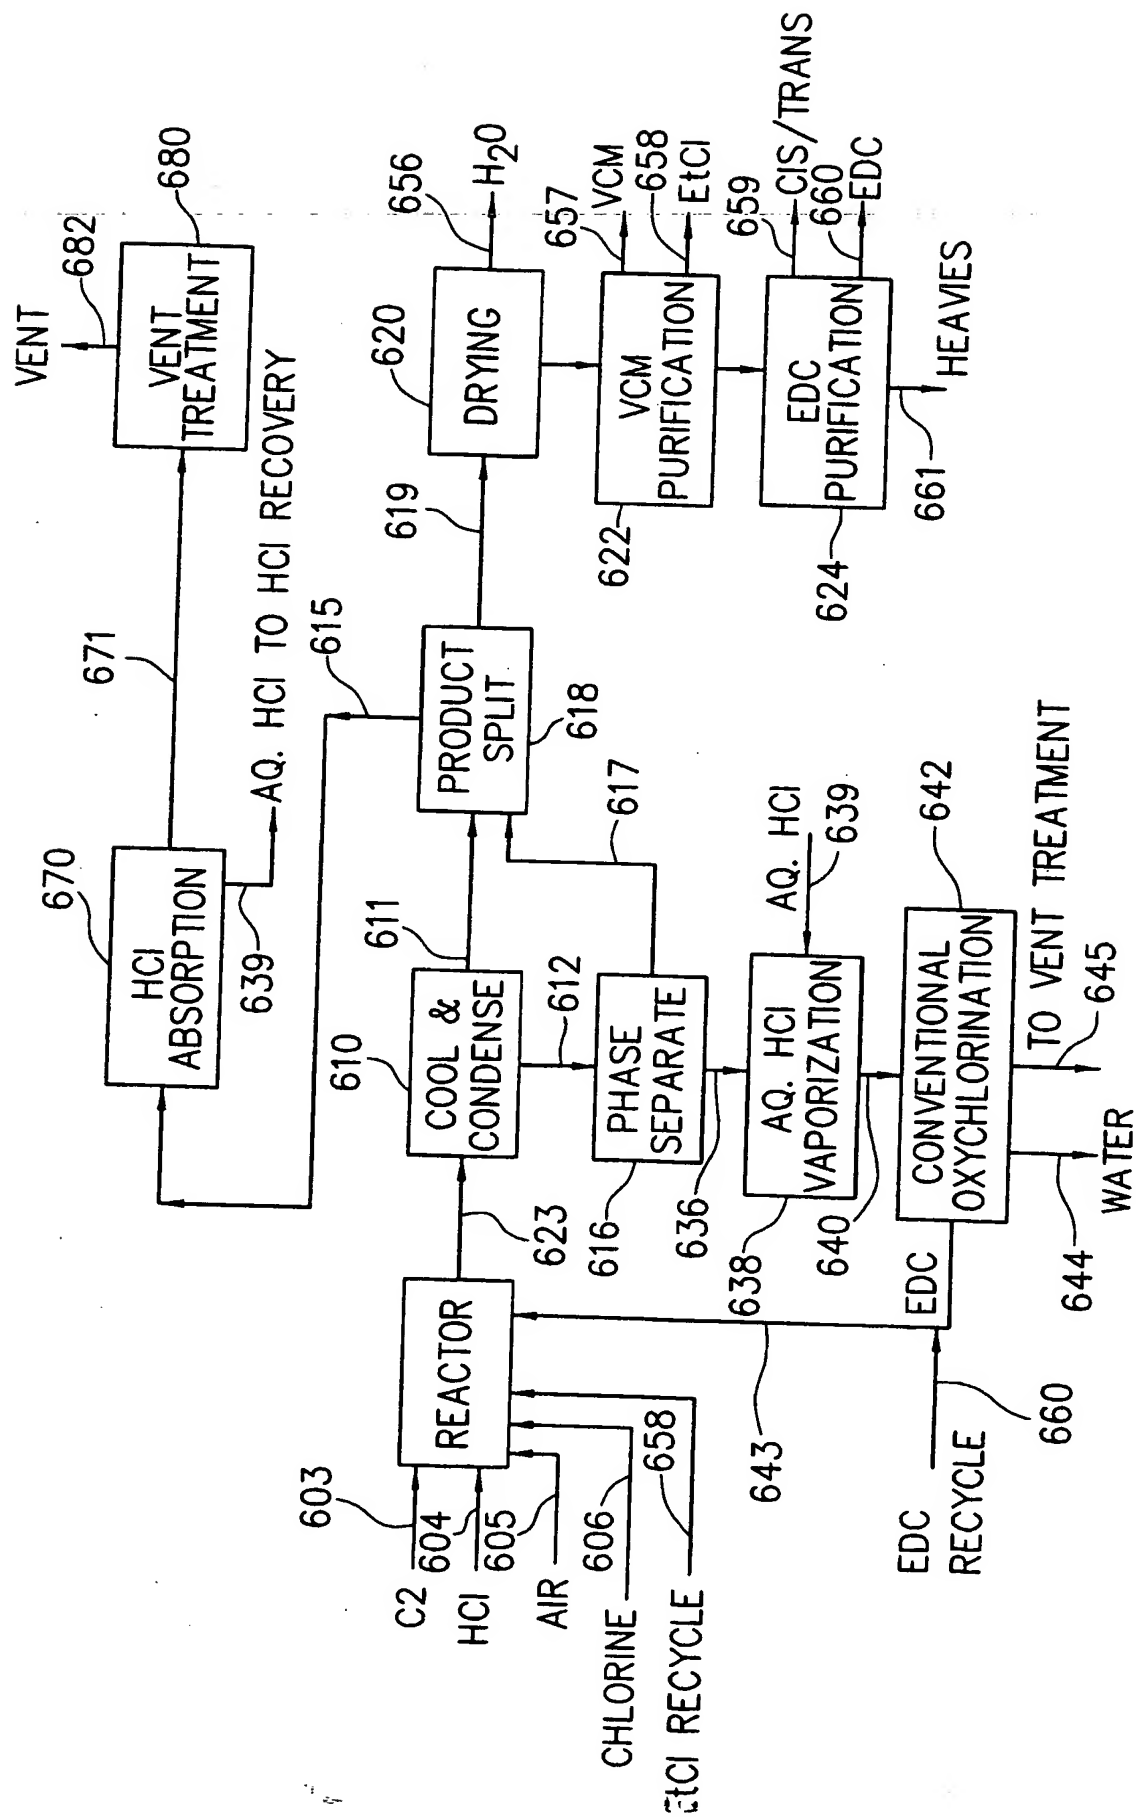 VENT
682
680
VENT
TREATMENT
671
670
HCl
ABSORPTION
639
AQ. HCl TO HCl RECOVERY
615
656
H2O
620
DRYING
619
PRODUCT
SPLIT
618
611
610
COOL &
CONDENSE
623
REACTOR
603
C2
604
HCl
605
AIR
606
CHLORINE
658
EtCl RECYCLE
612
617
616
PHASE
SEPARATE
636
657
VCM
658
EtCl
VCM
PURIFICATION
622
659
CIS/TRANS
660
EDC
EDC
PURIFICATION
624
661
HEAVIES
AQ. HCl
639
AQ. HCl
VAPORIZATION
638
640
642
CONVENTIONAL
OXYCHLORINATION
EDC
643
660
EDC
RECYCLE
TO VENT TREATMENT
645
WATER
644